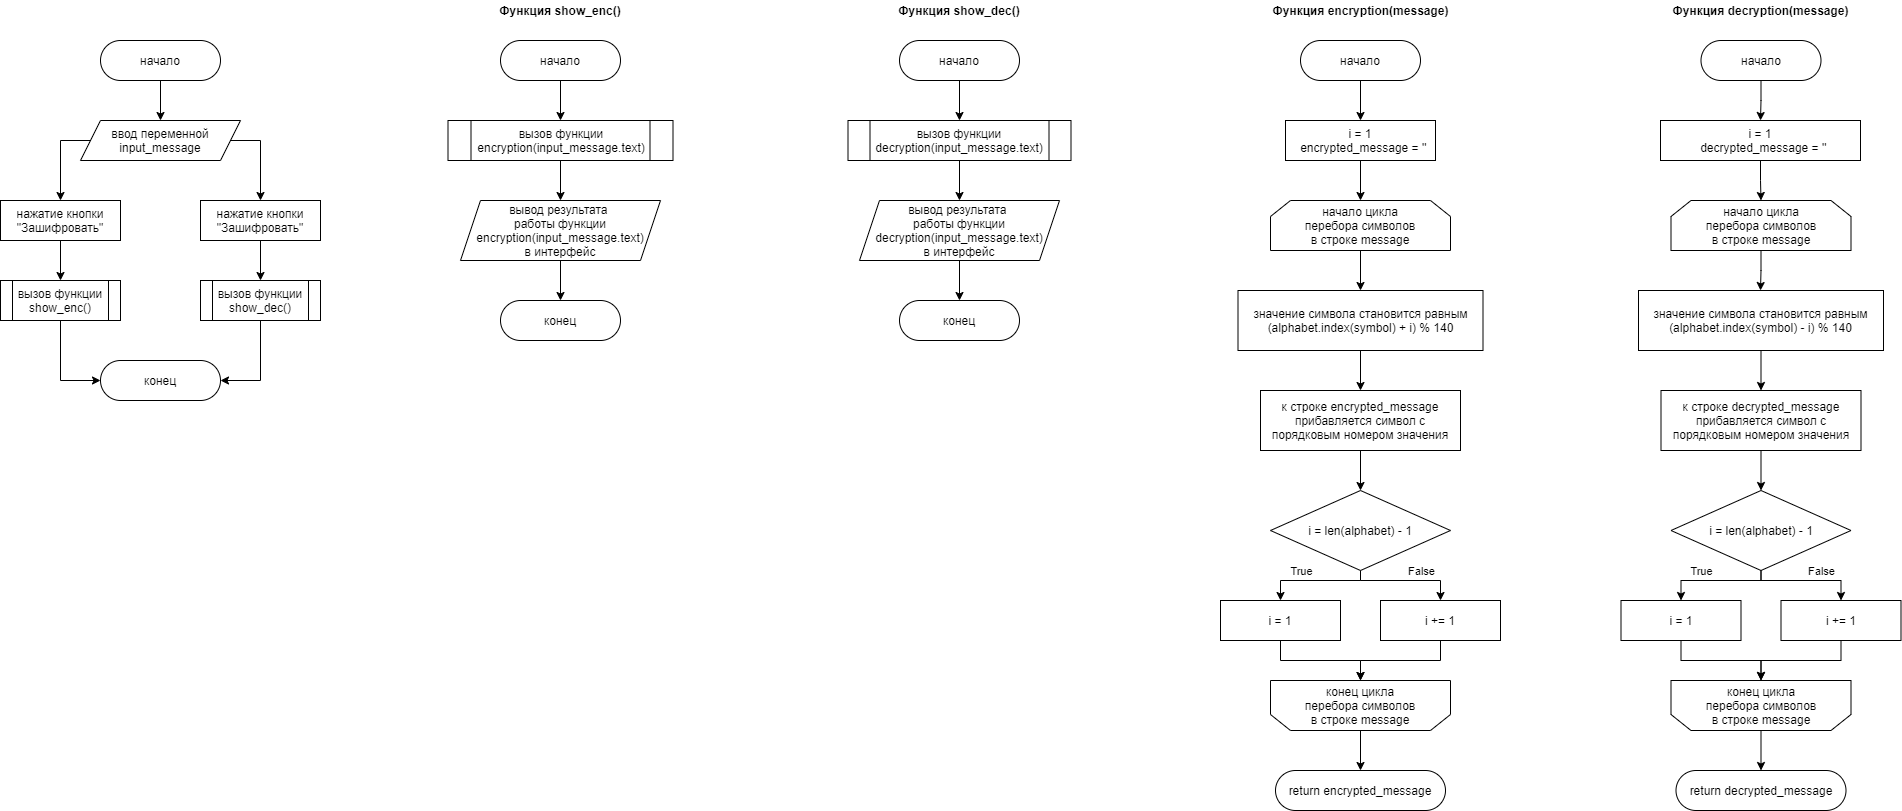 начало
ввод переменной
input_message
нажатие кнопки
"Зашифровать"
нажатие кнопки
"Зашифровать"
вызов функции
show_enc()
вызов функции
show_dec()
конец
Функция show_enc()
начало
вызов функции
encryption(input_message.text)
вывод результата
работы функции
encryption(input_message.text)
в интерфейс
конец
Функция show_dec()
начало
вызов функции
decryption(input_message.text)
вывод результата
работы функции
decryption(input_message.text)
в интерфейс
конец
Функция encryption(message)
начало
i = 1
encrypted_message = ''
начало цикла
перебора символов
в строке message
значение символа становится равным
(alphabet.index(symbol) + i) % 140
к строке encrypted_message
прибавляется символ с
порядковым номером значения
i = len(alphabet) - 1
True
False
i = 1
i += 1
конец цикла
перебора символов
в строке message
return encrypted_message
Функция decryption(message)
начало
i = 1
decrypted_message = ''
начало цикла
перебора символов
в строке message
значение символа становится равным
(alphabet.index(symbol) - i) % 140
к строке decrypted_message
прибавляется символ с
порядковым номером значения
i = len(alphabet) - 1
True
False
i = 1
i += 1
конец цикла
перебора символов
в строке message
return decrypted_message